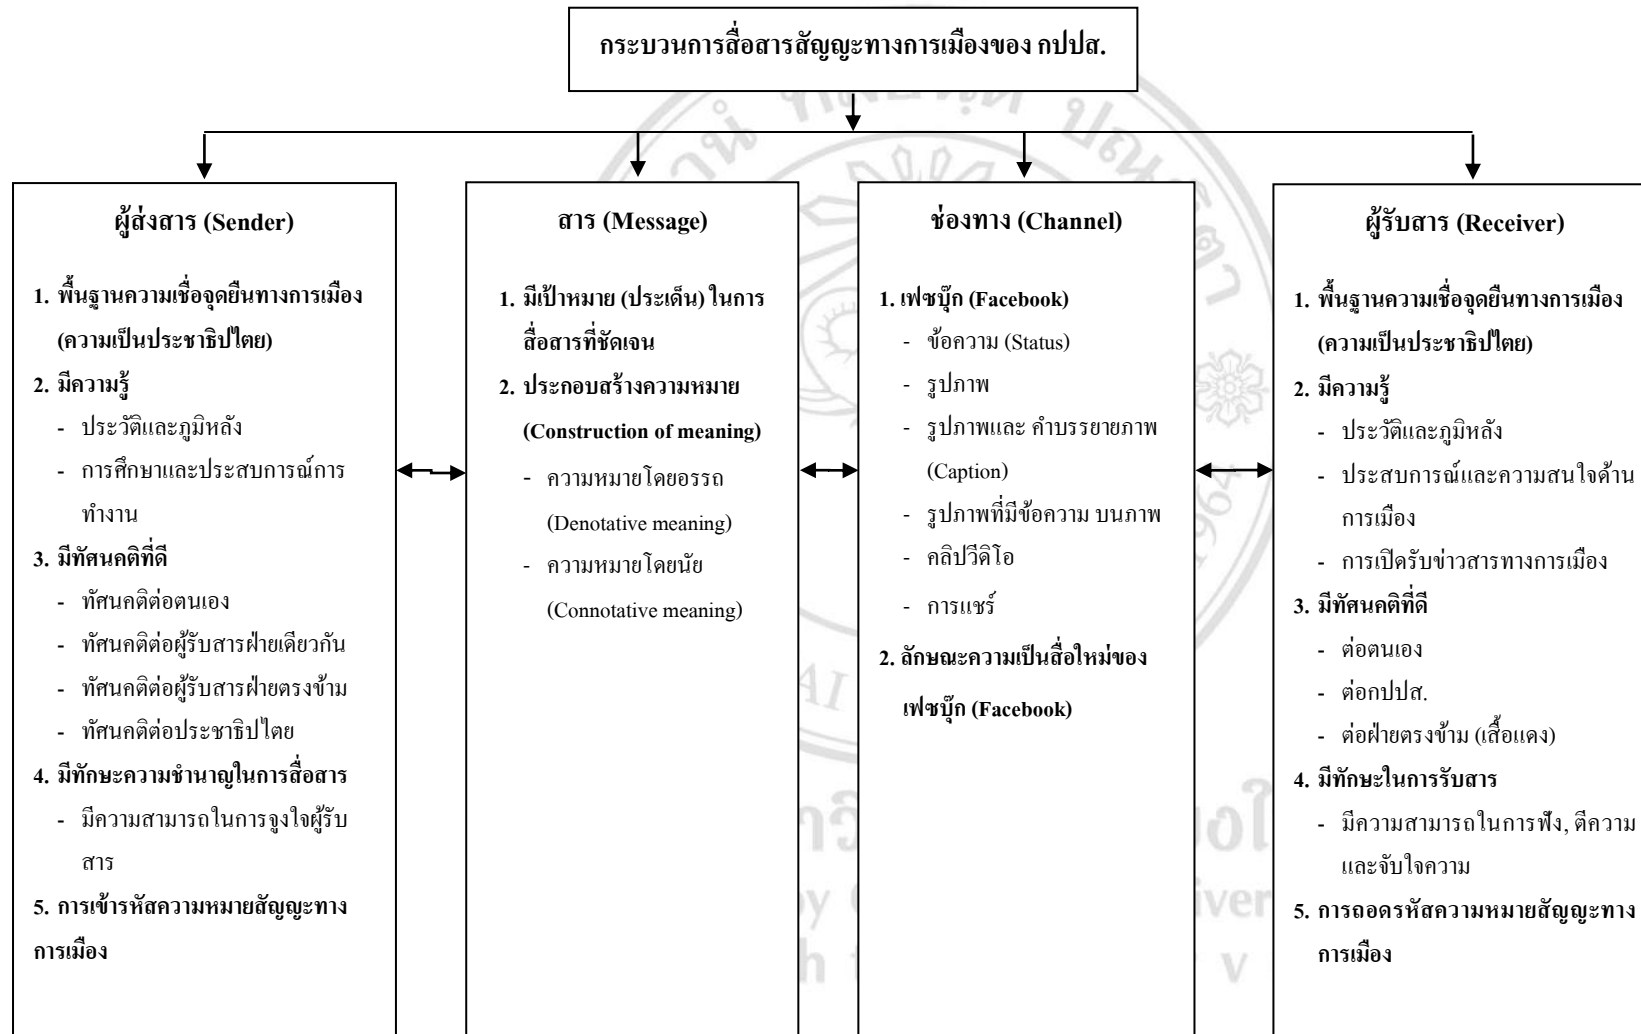 กระบวนการสื่อสารสัญญะทางการเมืองของ กปปส.
ผู้ส่งสาร (Sender)
1. พื้นฐานความเชื่อจุดยืนทางการเมือง
(ความเป็นประชาธิปไตย)
2. มีความรู้
- ประวัติและภูมิหลัง
- การศึกษาและประสบการณ์การ
ทำงาน
3. มีทัศนคติที่ดี
- ทัศนคติต่อตนเอง
- ทัศนคติต่อผู้รับสารฝ่ายเดียวกัน
- ทัศนคติต่อผู้รับสารฝ่ายตรงข้าม
- ทัศนคติต่อประชาธิปไตย
4. มีทักษะความชำนาญในการสื่อสาร
- มีความสามารถในการจูงใจผู้รับ
สาร
5. การเข้ารหัสความหมายสัญญะทาง
การเมือง
สาร (Message)
1. มีเป้าหมาย (ประเด็น) ในการ
สื่อสารที่ชัดเจน
2. ประกอบสร้างความหมาย
(Construction of meaning)
- ความหมายโดยอรรถ
(Denotative meaning)
- ความหมายโดยนัย
(Connotative meaning)
ช่องทาง (Channel)
1. เฟซบุ๊ก (Facebook)
- ข้อความ (Status)
- รูปภาพ
- รูปภาพและ คำบรรยายภาพ
(Caption)
- รูปภาพที่มีข้อความ บนภาพ
- คลิปวีดิโอ
- การแชร์
2. ลักษณะความเป็นสื่อใหม่ของ
เฟซบุ๊ก (Facebook)
ผู้รับสาร (Receiver)
1. พื้นฐานความเชื่อจุดยืนทางการเมือง
(ความเป็นประชาธิปไตย)
2. มีความรู้
- ประวัติและภูมิหลัง
- ประสบการณ์และความสนใจด้าน
การเมือง
- การเปิดรับข่าวสารทางการเมือง
3. มีทัศนคติที่ดี
- ต่อตนเอง
- ต่อกปปส.
- ต่อฝ่ายตรงข้าม (เสื้อแดง)
4. มีทักษะในการรับสาร
- มีความสามารถในการฟัง, ตีความ
และจับใจความ
5. การถอดรหัสความหมายสัญญะทาง
การเมือง